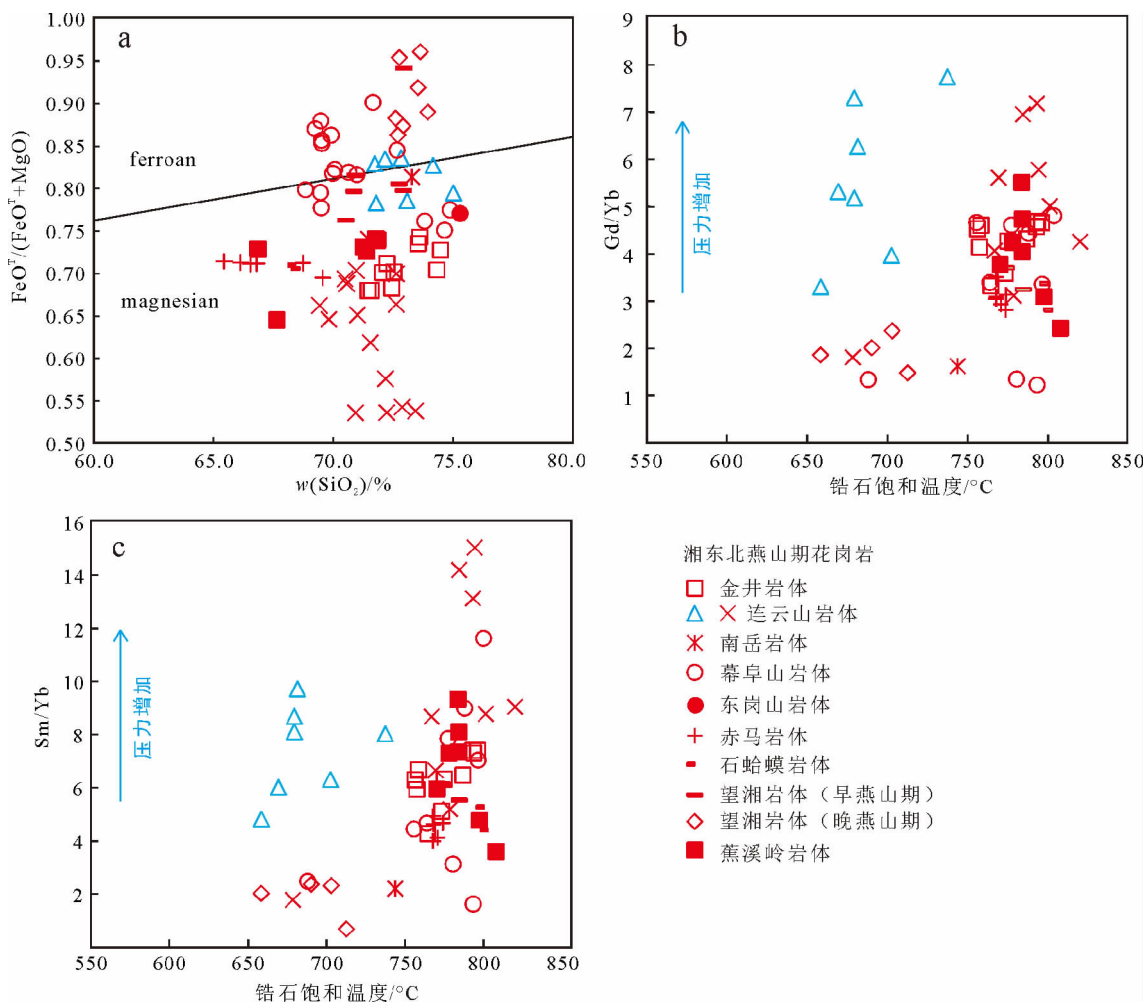 a
1.00
0.95
0.90
0.85
0.80
0.75
0.70
0.65
0.60
0.55
0.50
FeOᵀ/(FeOᵀ+MgO)
ferroan
magnesian
60.0 65.0 70.0 75.0 80.0
w(SiO₂)/%
b
9
8
7
6
5
4
3
2
1
Gd/Yb
压力增加
550 600 650 700 750 800 850
锆石饱和温度/°C
c
16
14
12
10
8
6
4
2
Sm/Yb
压力增加
550 600 650 700 750 800 850
锆石饱和温度/°C
湘东北燕山期花岗岩
金井岩体
连云山岩体
南岳岩体
幕阜山岩体
东岗山岩体
赤马岩体
石蛤蟆岩体
望湘岩体（早燕山期）
望湘岩体（晚燕山期）
蕉溪岭岩体